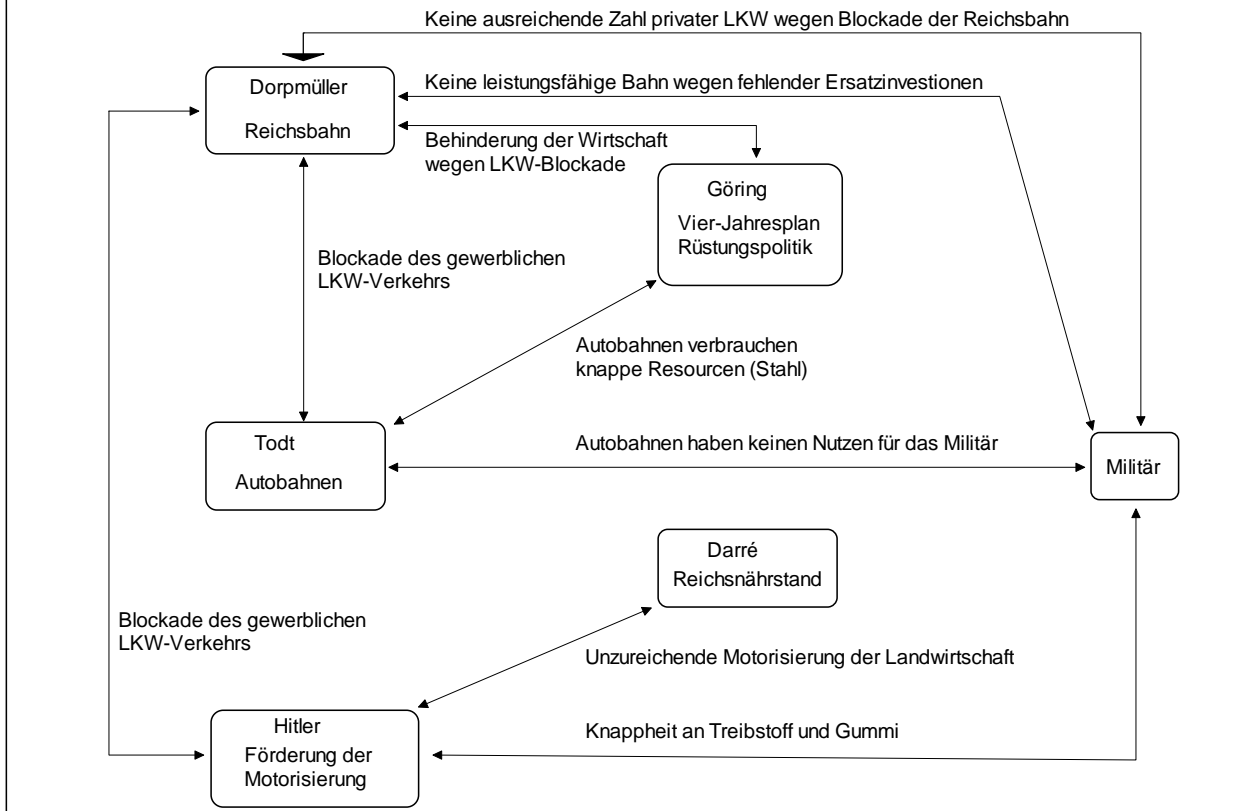 Keine ausreichende Zahl privater LKW wegen Blockade der Reichsbahn
Dorpmüller
Reichsbahn
Keine leistungsfähige Bahn wegen fehlender Ersatzinvestionen
Behinderung der Wirtschaft
wegen LKW-Blockade
Göring
Vier-Jahresplan
Rüstungspolitik
Blockade des gewerblichen
LKW-Verkehrs
Autobahnen verbrauchen
knappe Resourcen (Stahl)
Todt
Autobahnen
Autobahnen haben keinen Nutzen für das Militär
Militär
Darré
Reichsnährstand
Blockade des gewerblichen
LKW-Verkehrs
Unzureichende Motorisierung der Landwirtschaft
Hitler
Förderung der
Motorisierung
Knappheit an Treibstoff und Gummi